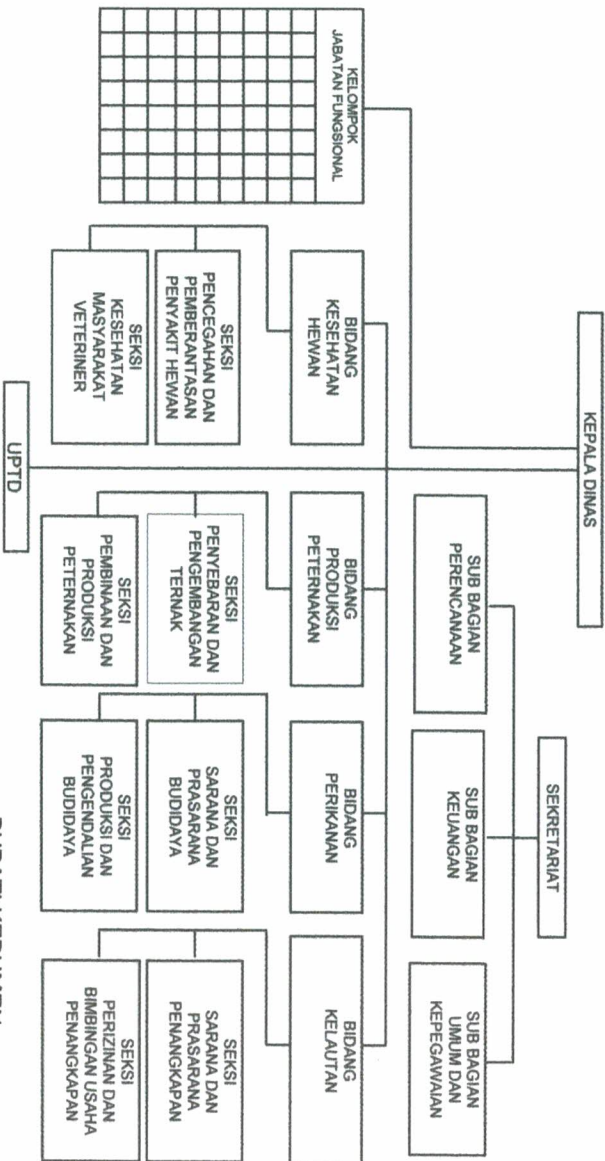 KEPALA DINAS
SEKRETARIAT
SUB BAGIAN
PERENCANAAN
SUB BAGIAN
KEUANGAN
SUB BAGIAN
UMUM DAN
KEPEGAWAIAN
KELOMPOK
JABATAN FUNGSIONAL
BIDANG
KESEHATAN
HEWAN
BIDANG
PRODUKSI
PETERNAKAN
BIDANG
PERIKANAN
BIDANG
KELAUTAN
SEKSI
PENCEGAHAN DAN
PEMBERANTASAN
PENYAKIT HEWAN
SEKSI
PENYEBARAN DAN
PENGEMBANGAN
TERNAK
SEKSI
SARANA DAN
PRASARANA
BUDIDAYA
SEKSI
SARANA DAN
PRASARANA
PENANGKAPAN
SEKSI
KESEHATAN
MASYARAKAT
VETERINER
SEKSI
PEMBINAAN DAN
PRODUKSI
PETERNAKAN
SEKSI
PRODUKSI DAN
PENGENDALIAN
BUDIDAYA
SEKSI
PERIZINAN DAN
BIMBINGAN USAHA
PENANGKAPAN
UPTD